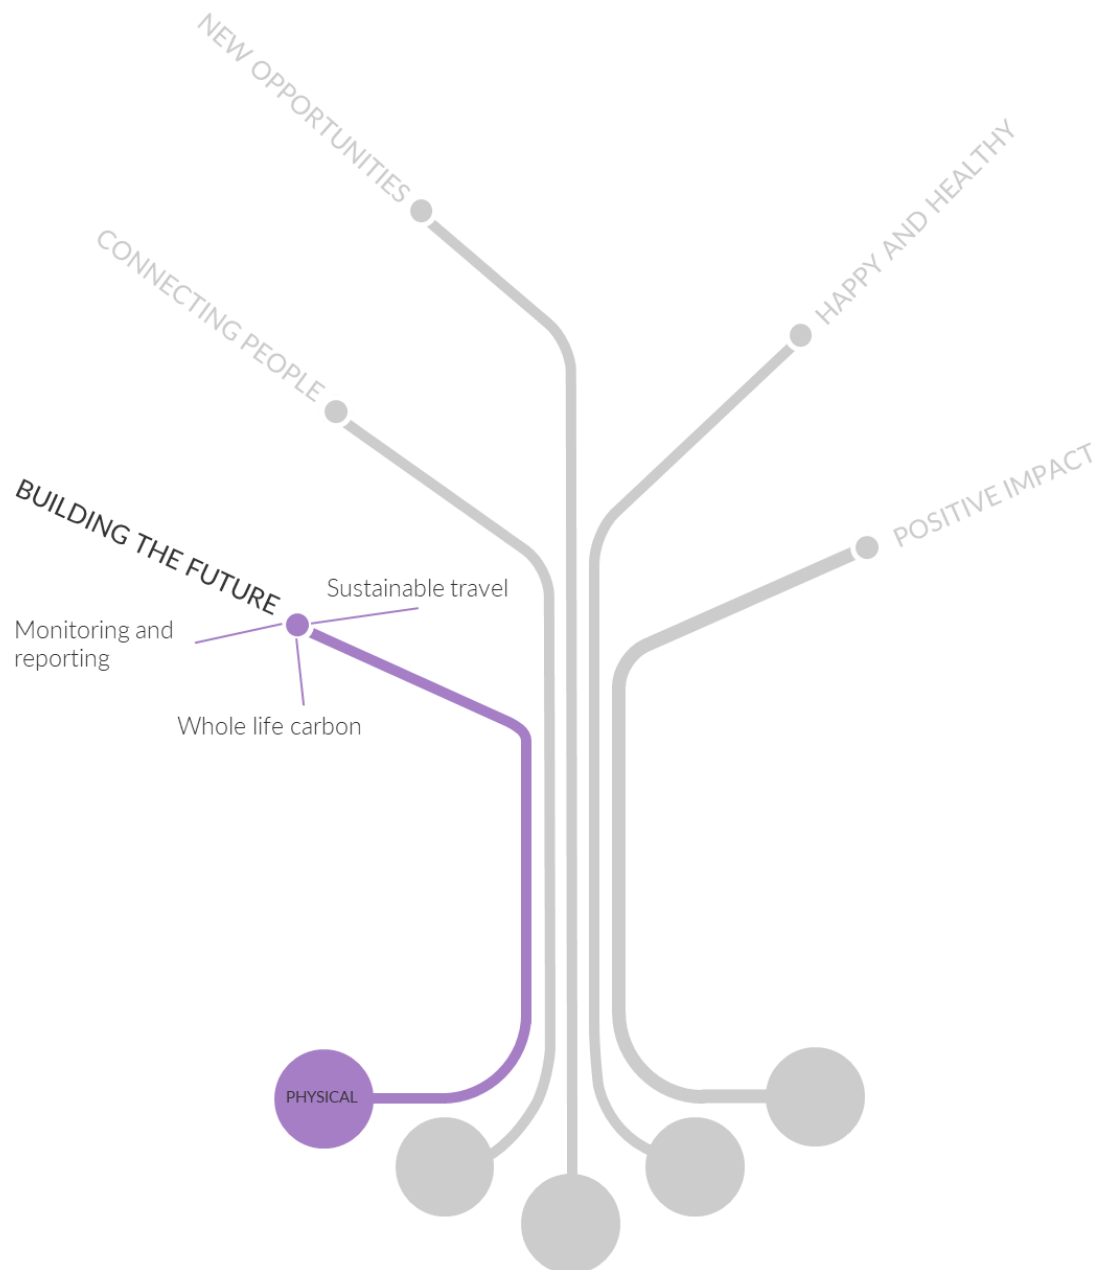 NEW OPPORTUNITIES
HAPPY AND HEALTHY
CONNECTING PEOPLE
POSITIVE IMPACT
BUILDING THE FUTURE
Sustainable travel
Monitoring and
reporting
Whole life carbon
PHYSICAL